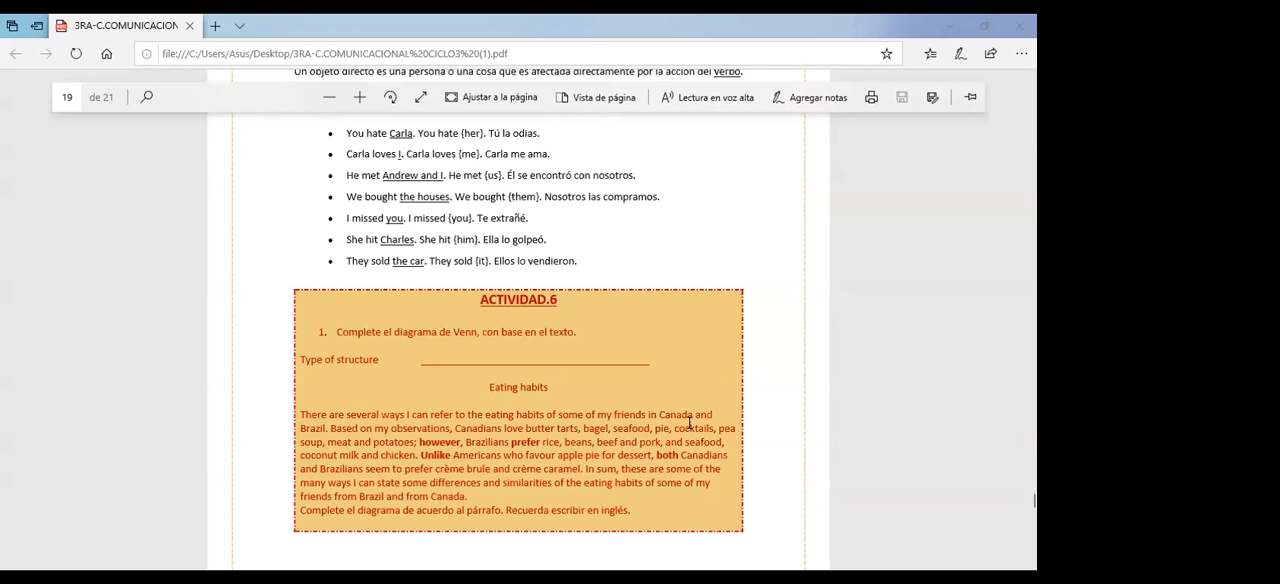 3RA-C.COMUNICACION
file:///C:/Users/Asus/Desktop/3RA-C.COMUNICACIONAL%20CICLO3%20(1).pdf
Un objeto directo es una persona o una cosa que es afectada directamente por la acción del verbo.
19 de 21 Ajustar a la página Vista de página Lectura en voz alta Agregar notas
• You hate Carla. You hate {her}. Tú la odias.
• Carla loves I. Carla loves {me}. Carla me ama.
• He met Andrew and I. He met {us}. Él se encontró con nosotros.
• We bought the houses. We bought {them}. Nosotros las compramos.
• I missed you. I missed {you}. Te extrañé.
• She hit Charles. She hit {him}. Ella lo golpeó.
• They sold the car. They sold {it}. Ellos lo vendieron.
ACTIVIDAD.6
1. Complete el diagrama de Venn, con base en el texto.
Type of structure
Eating habits
There are several ways I can refer to the eating habits of some of my friends in Canada and
Brazil. Based on my observations, Canadians love butter tarts, bagel, seafood, pie, cocktails, pea
soup, meat and potatoes; however, Brazilians prefer rice, beans, beef and pork, and seafood,
coconut milk and chicken. Unlike Americans who favour apple pie for dessert, both Canadians
and Brazilians seem to prefer crème brule and crème caramel. In sum, these are some of the
many ways I can state some differences and similarities of the eating habits of some of my
friends from Brazil and from Canada.
Complete el diagrama de acuerdo al párrafo. Recuerda escribir en inglés.